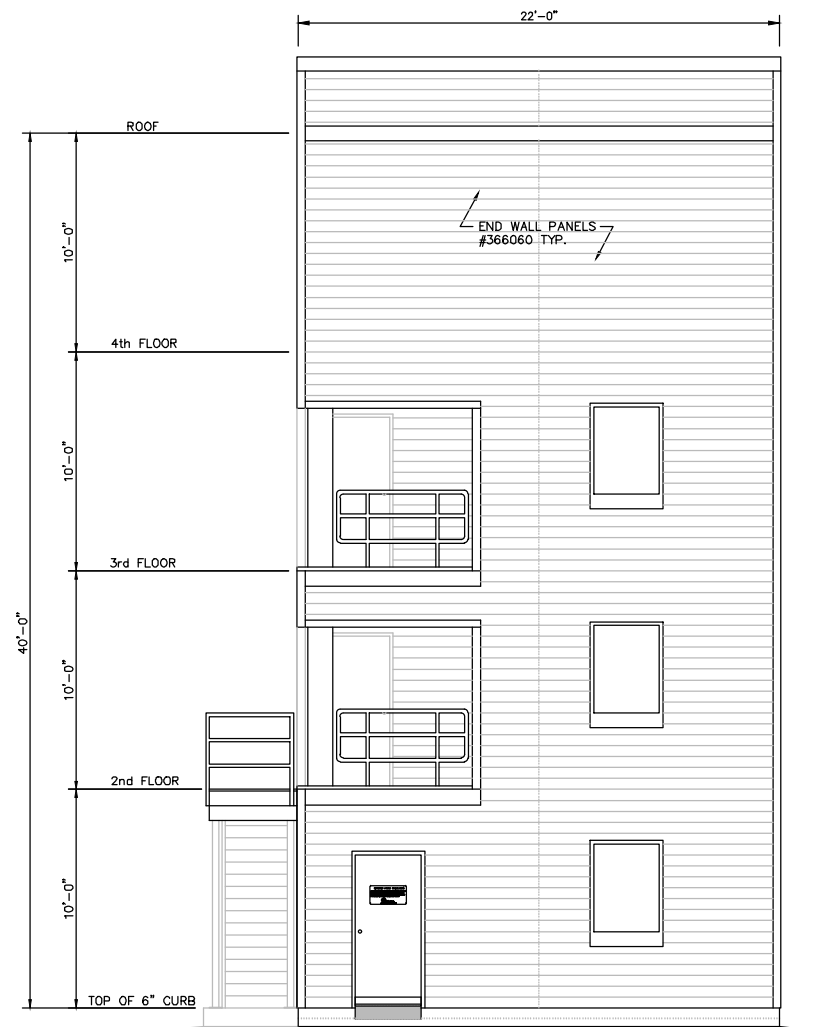 22'-0"
ROOF
END WALL PANELS
#366060 TYP.
10'-0"
4th FLOOR
10'-0"
3rd FLOOR
40'-0"
10'-0"
2nd FLOOR
10'-0"
TOP OF 6" CURB